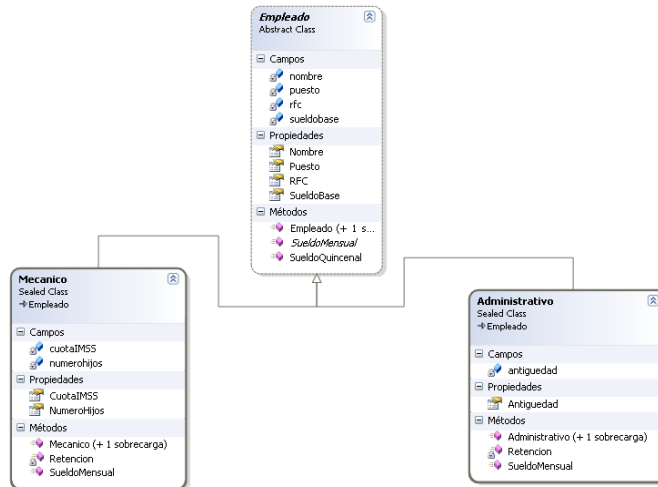 Empleado
Abstract Class
Campos
nombre
puesto
rfc
sueldobase
Propiedades
Nombre
Puesto
RFC
SueldoBase
Métodos
Empleado (+ 1 s...
SueldoMensual
SueldoQuincenal
Mecanico
Sealed Class
Empleado
Campos
cuotaIMSS
numerohijos
Propiedades
CuotaIMSS
NumeroHijos
Métodos
Mecanico (+ 1 sobrecarga)
Retencion
SueldoMensual
Administrativo
Sealed Class
Empleado
Campos
antiguedad
Propiedades
Antiguedad
Métodos
Administrativo (+ 1 sobrecarga)
Retencion
SueldoMensual